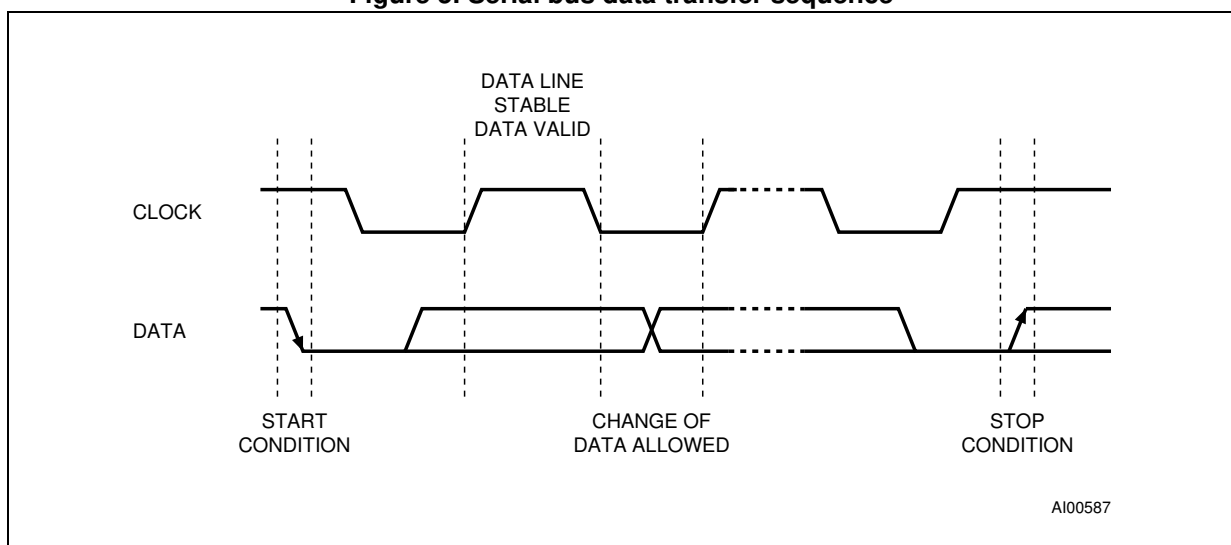 DATA LINE
STABLE
DATA VALID
CLOCK
DATA
START
CONDITION
CHANGE OF
DATA ALLOWED
STOP
CONDITION
AI00587